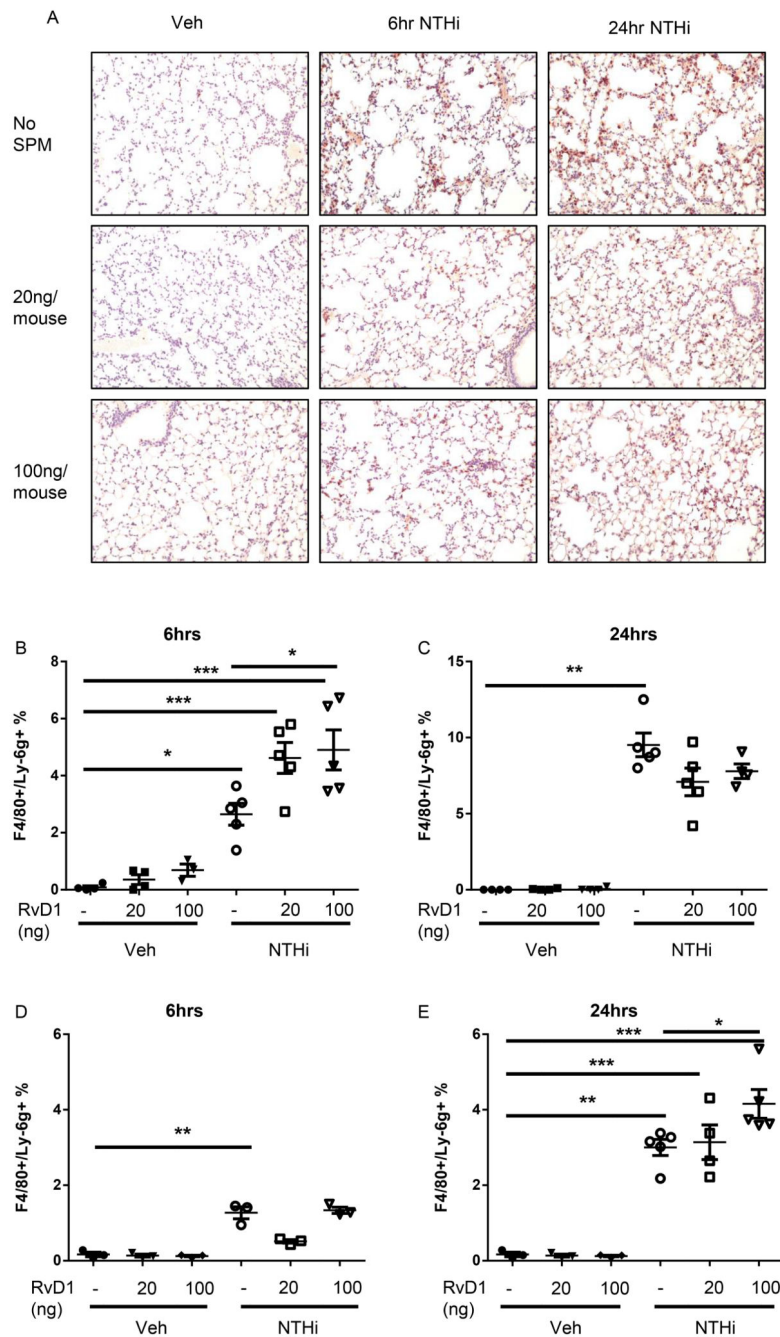 A
Veh 6hr NTHi 24hr NTHi
No
SPM
20ng/
mouse
100ng/
mouse
B 6hrs
F4/80+/Ly-6g+ %
8
6
4
2
0
* 
***
***
*
RvD1 - 20 100 - 20 100
(ng)
Veh NTHi
C 24hrs
F4/80+/Ly-6g+ %
15
10
5
0
**
RvD1 - 20 100 - 20 100
(ng)
Veh NTHi
D 6hrs
F4/80+/Ly-6g+ %
6
4
2
0
**
RvD1 - 20 100 - 20 100
(ng)
Veh NTHi
E 24hrs
F4/80+/Ly-6g+ %
6
4
2
0
*
***
***
**
RvD1 - 20 100 - 20 100
(ng)
Veh NTHi